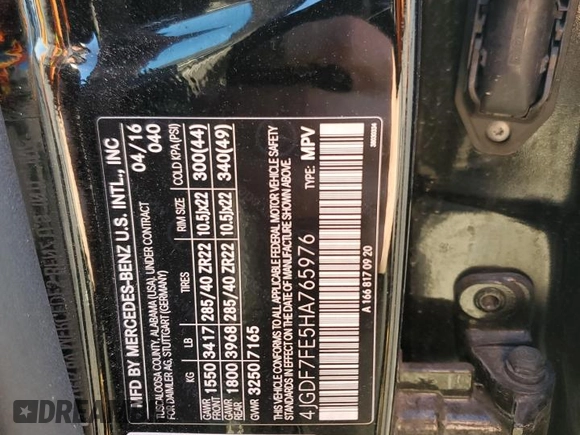 MFD BY MERCEDES-BENZ U.S. INTL., INC
TUSCALOOSA COUNTY, ALABAMA (USA), UNDER CONTRACT 04/16
FOR DAIMLER AG, STUTTGART (GERMANY) 040
KG LB TIRES RIM SIZE COLD KPA (PSI)
GAWR FRONT 1550 3417 285/40 ZR22 10.5Jx22 300(44)
GAWR REAR 1800 3968 285/40 ZR22 10.5Jx22 340(49)
GVWR 3250 7165
VEHICLE CONFORMS TO ALL APPLICABLE FEDERAL MOTOR VEHICLE SAFETY STANDARDS
IN EFFECT ON THE DATE OF MANUFACTURE SHOWN ABOVE.
4JGDF7FE5HA765976 TYPE: MPV
A 166 817 09 20